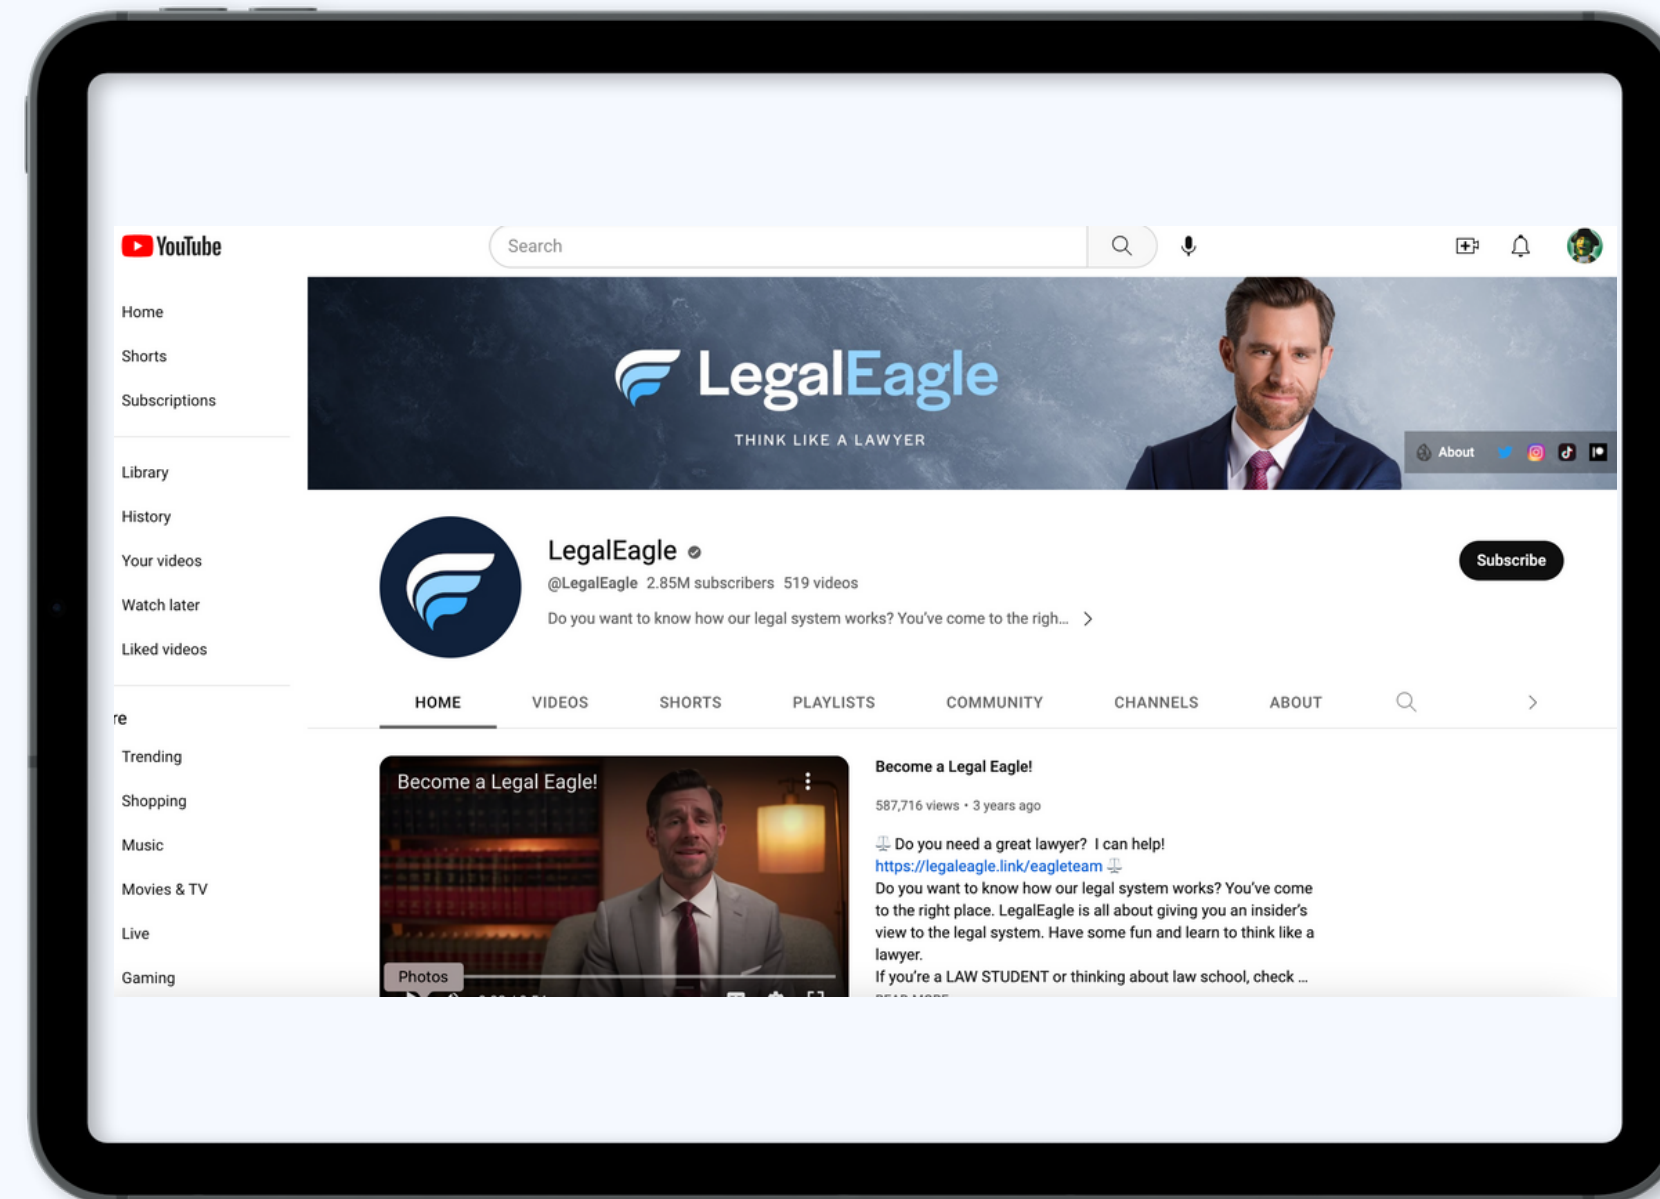 YouTube
Search
Home
Shorts
Subscriptions
Library
History
Your videos
Watch later
Liked videos
re
Trending
Shopping
Music
Movies & TV
Live
Gaming
LegalEagle
THINK LIKE A LAWYER
About
LegalEagle
@LegalEagle 2.85M subscribers 519 videos
Do you want to know how our legal system works? You've come to the righ...
Subscribe
HOME VIDEOS SHORTS PLAYLISTS COMMUNITY CHANNELS ABOUT
Become a Legal Eagle!
Photos
Become a Legal Eagle!
587,716 views • 3 years ago
Do you need a great lawyer? I can help!
https://legaleagle.link/eagleteam
Do you want to know how our legal system works? You've come
to the right place. LegalEagle is all about giving you an insider's
view to the legal system. Have some fun and learn to think like a
lawyer.
If you're a LAW STUDENT or thinking about law school, check ...